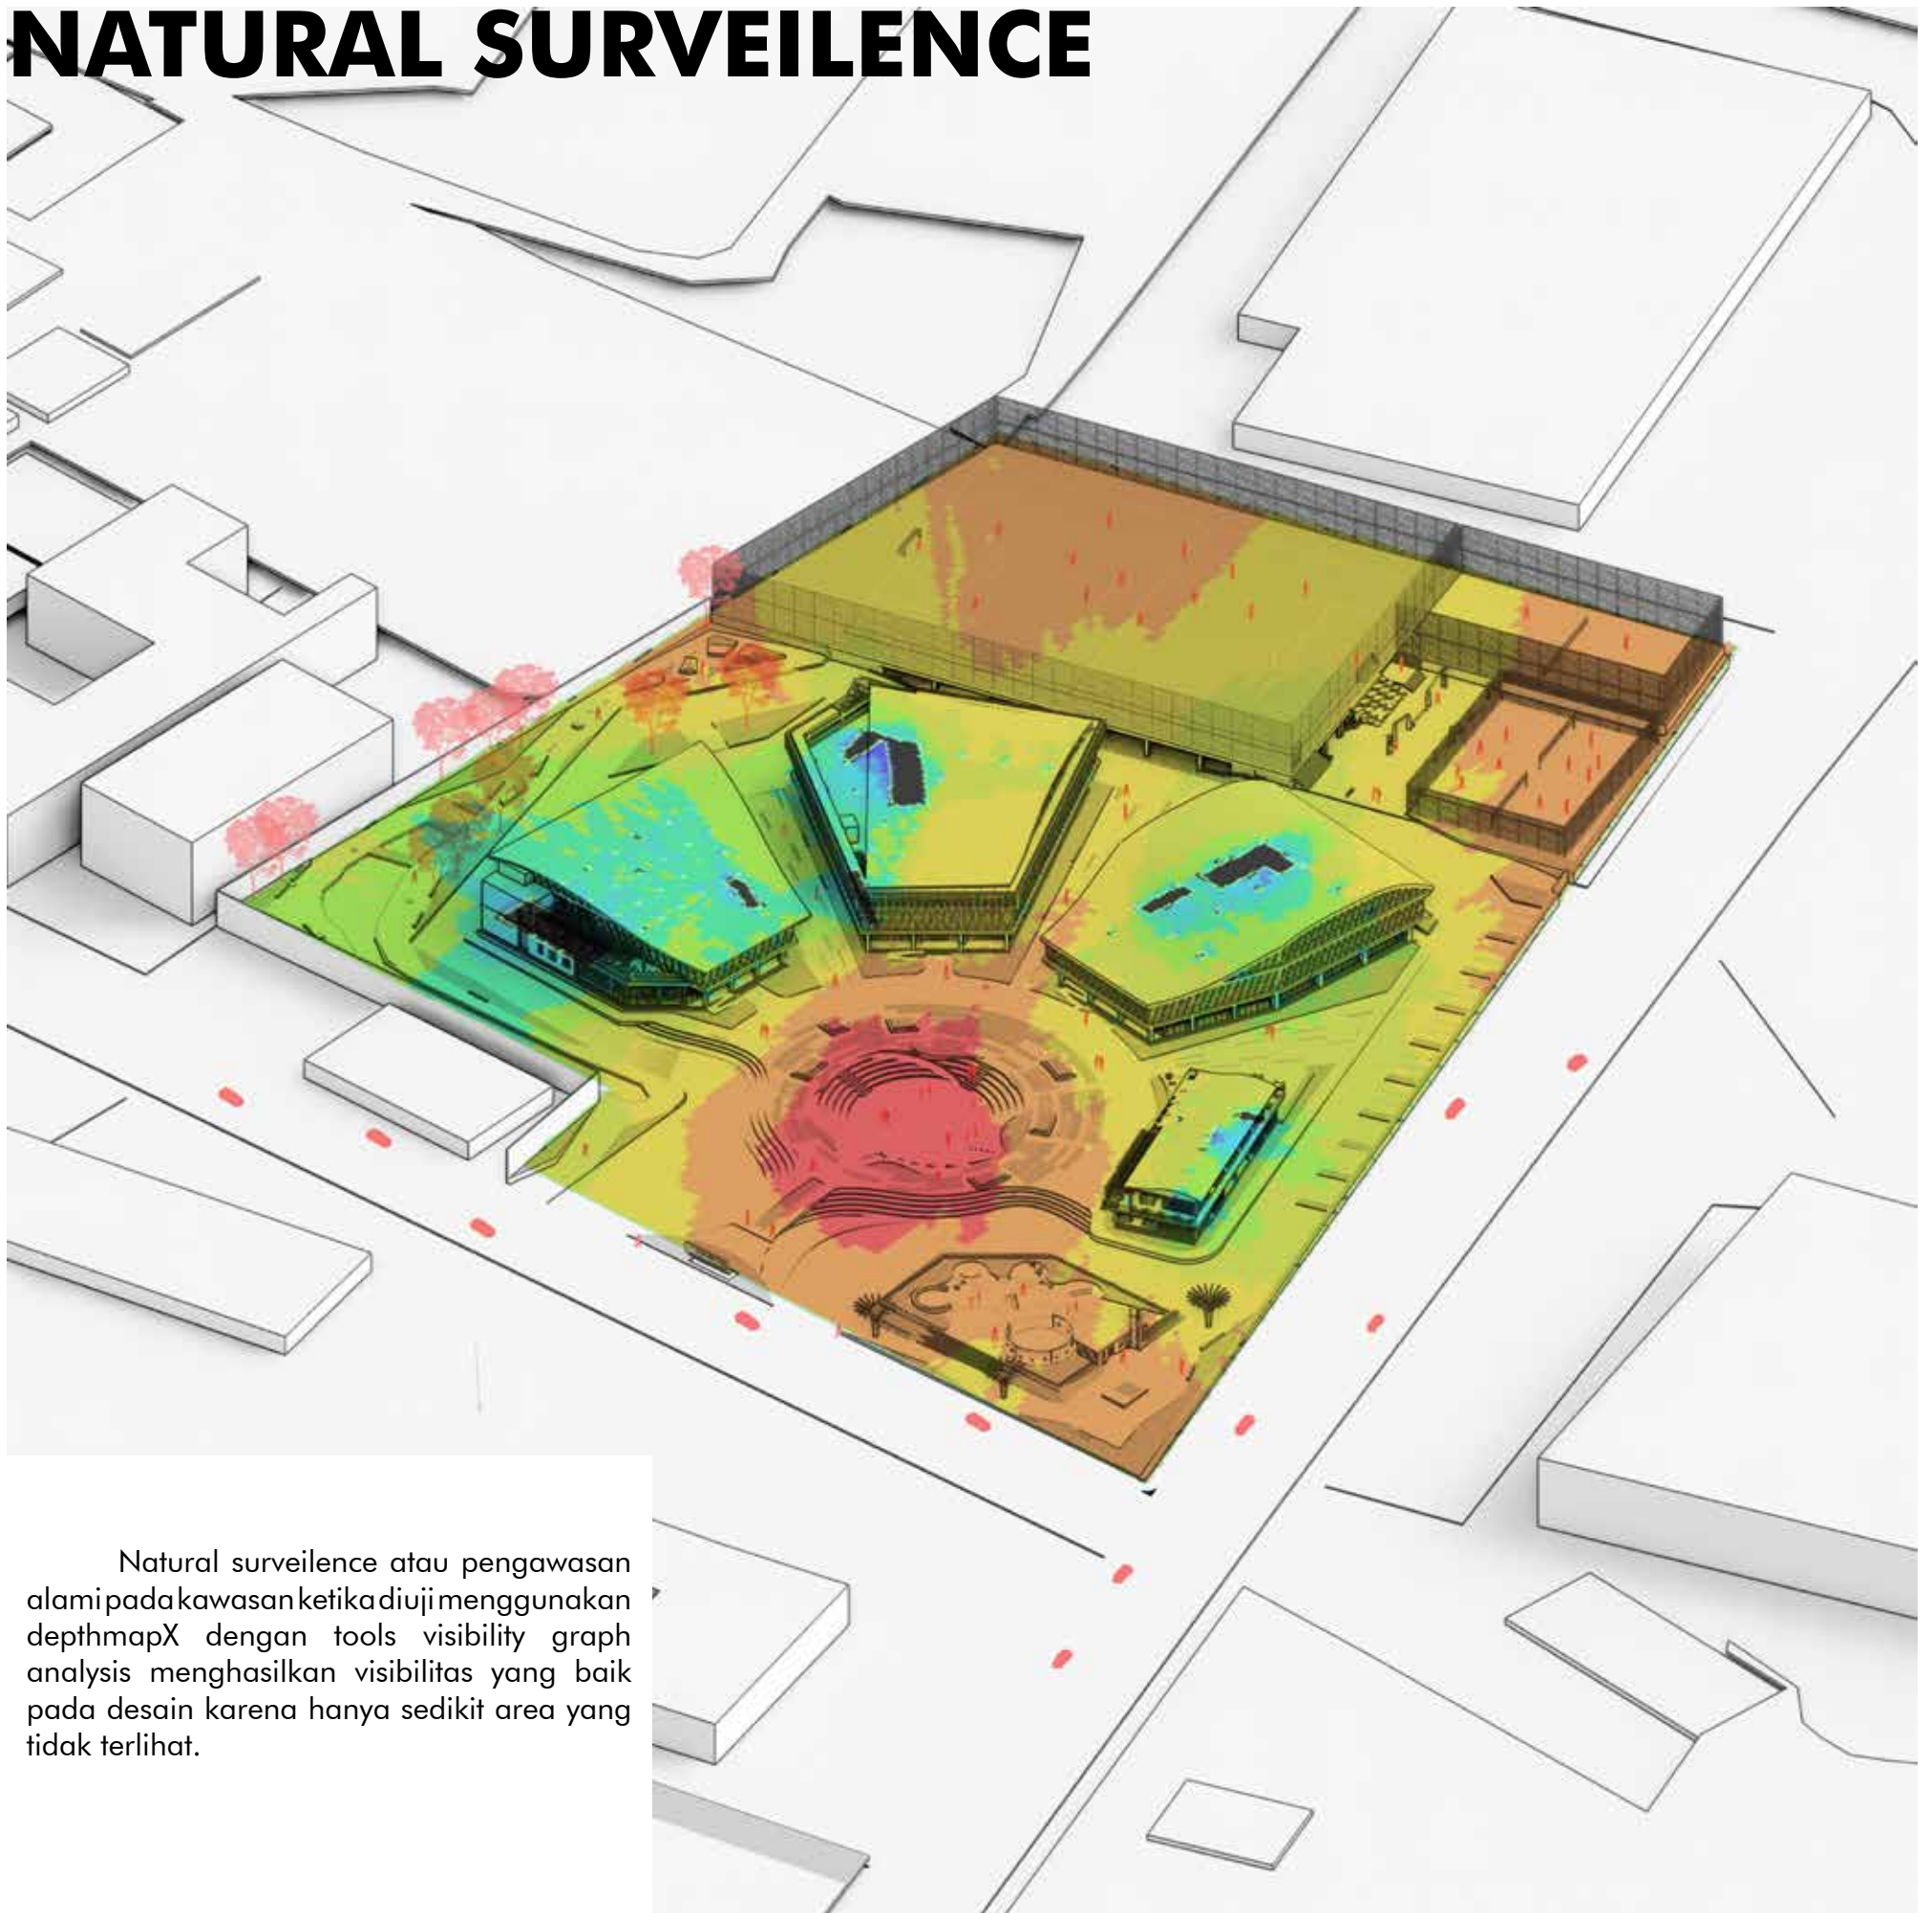 NATURAL SURVEILENCE
Natural surveilence atau pengawasan
alami pada kawasan ketika diuji menggunakan
depthmapX dengan tools visibility graph
analysis menghasilkan visibilitas yang baik
pada desain karena hanya sedikit area yang
tidak terlihat.